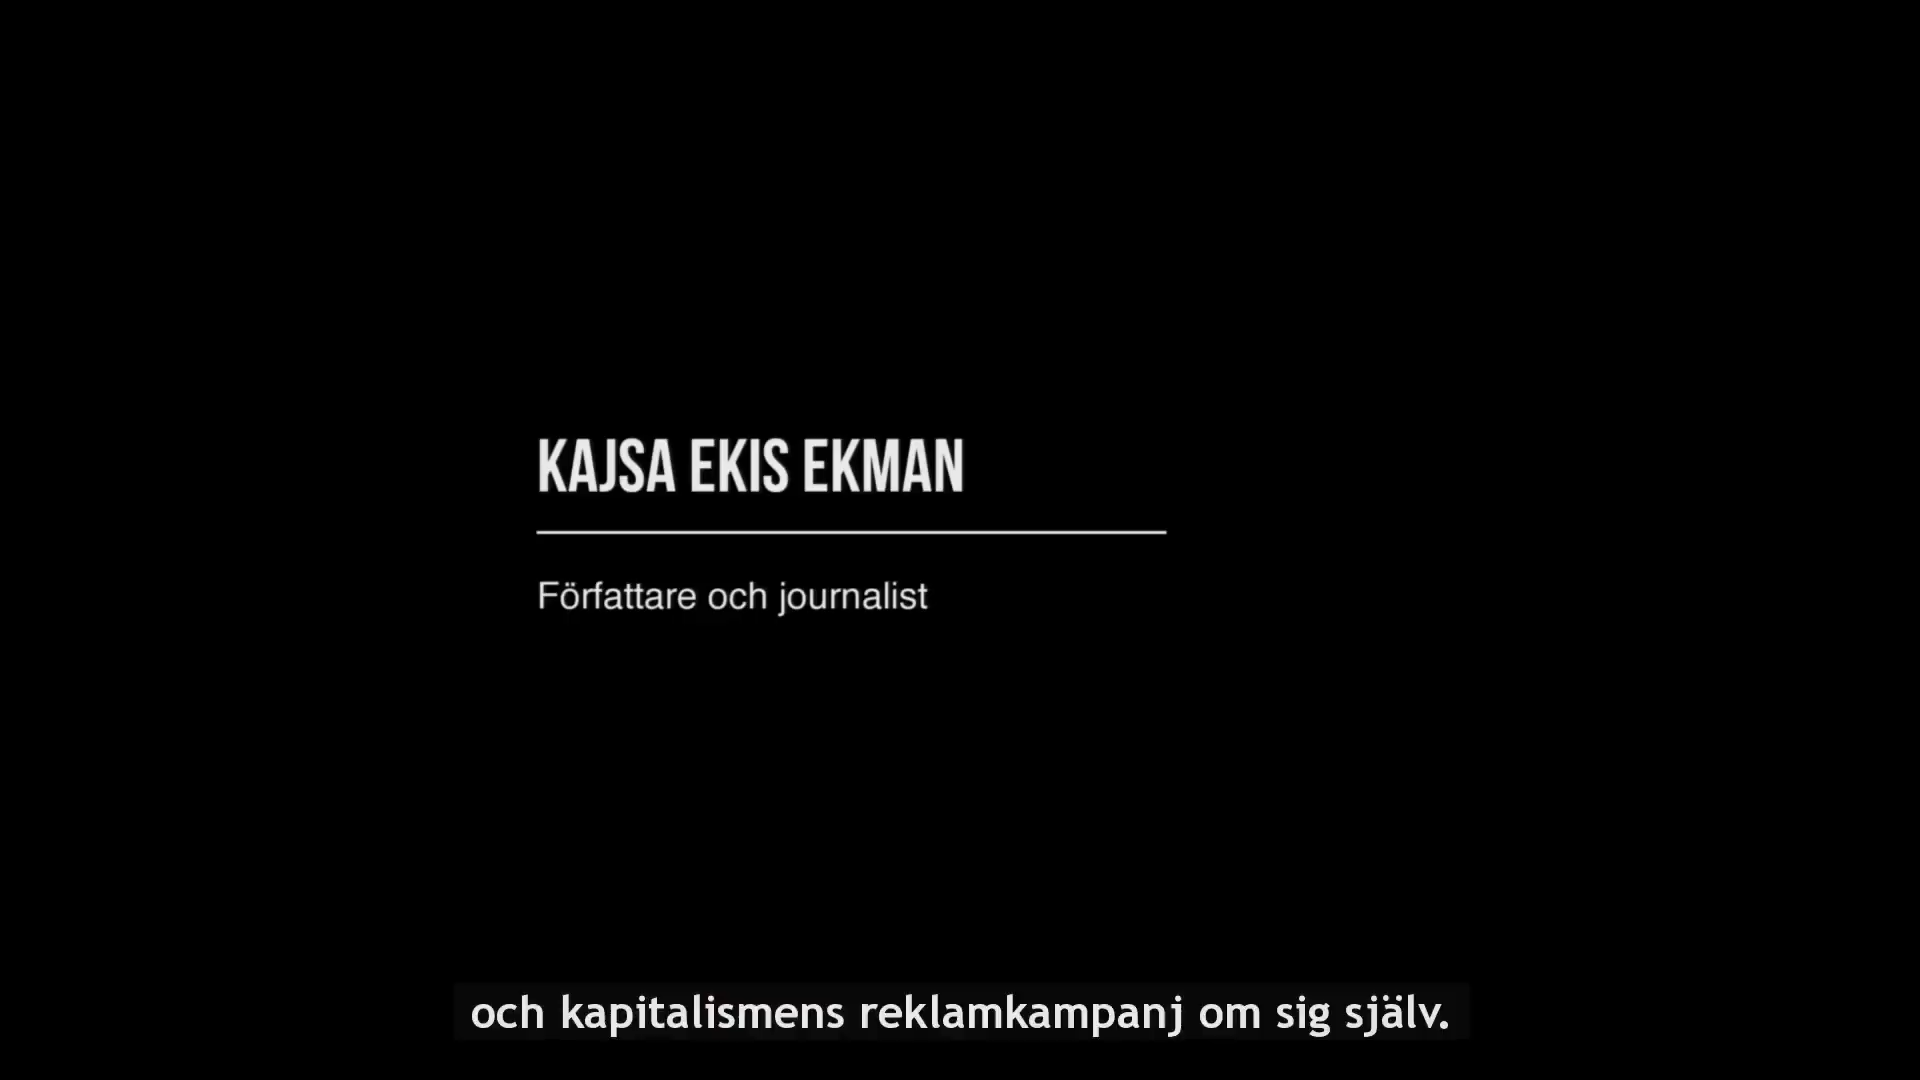 KAJSA EKIS EKMAN
Författare och journalist
och kapitalismens reklamkampanj om sig själv.